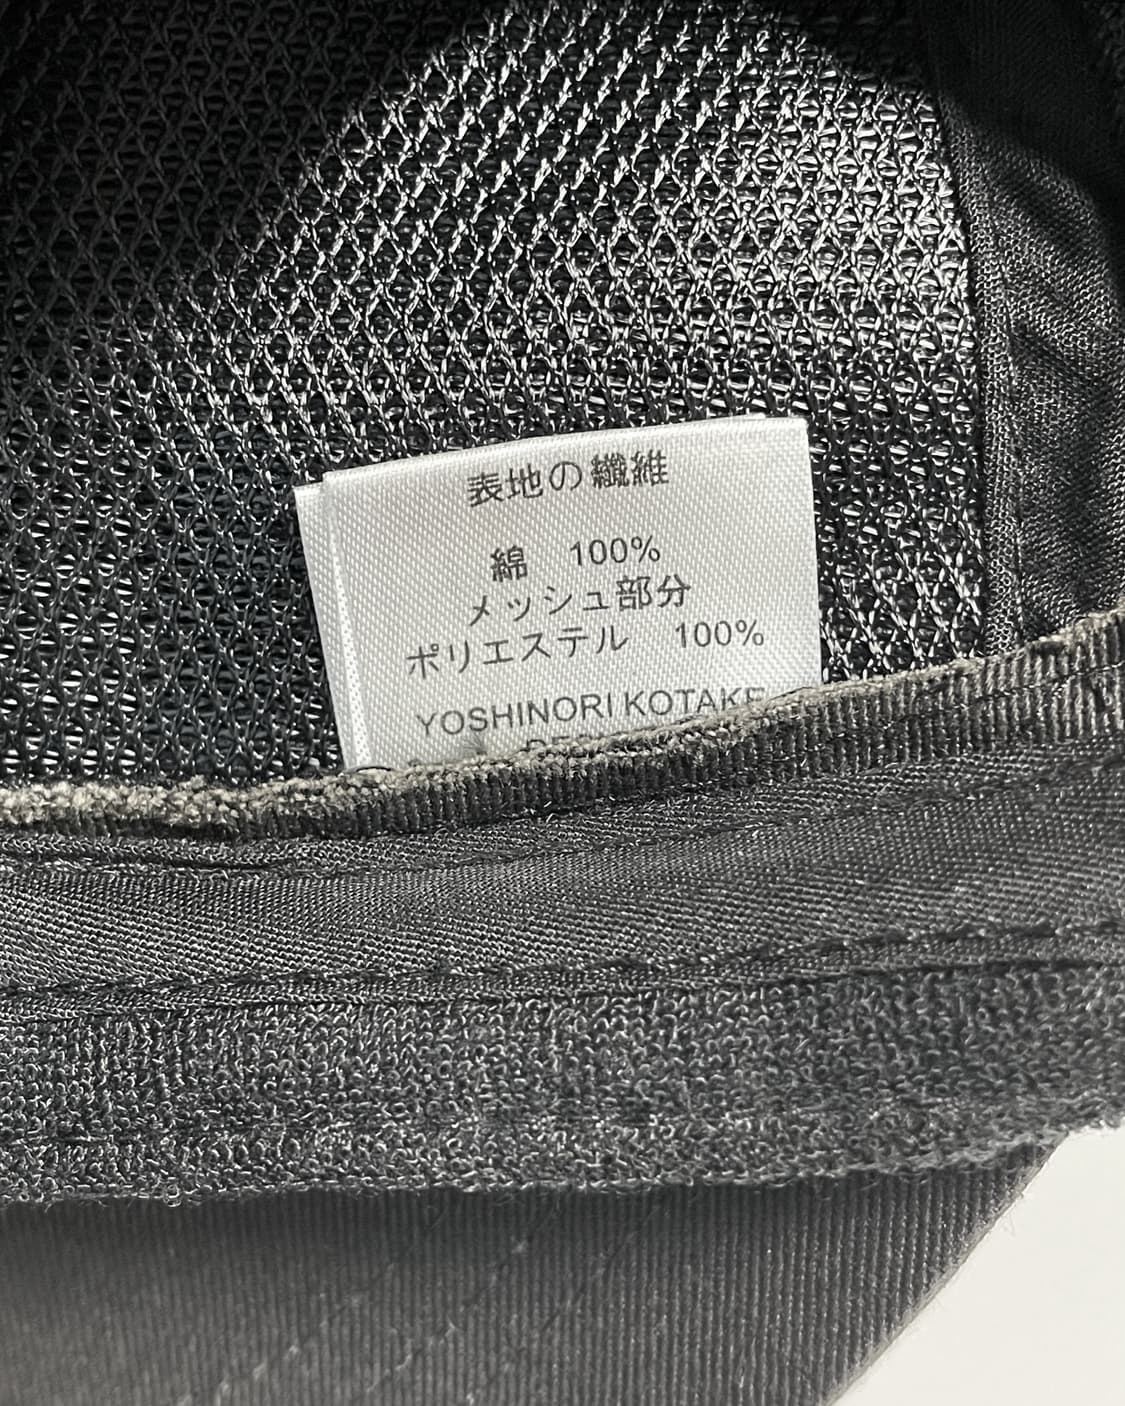 表地の繊維
綿 100%
メッシュ部分
ポリエステル 100%
YOSHINORI KOTAKE